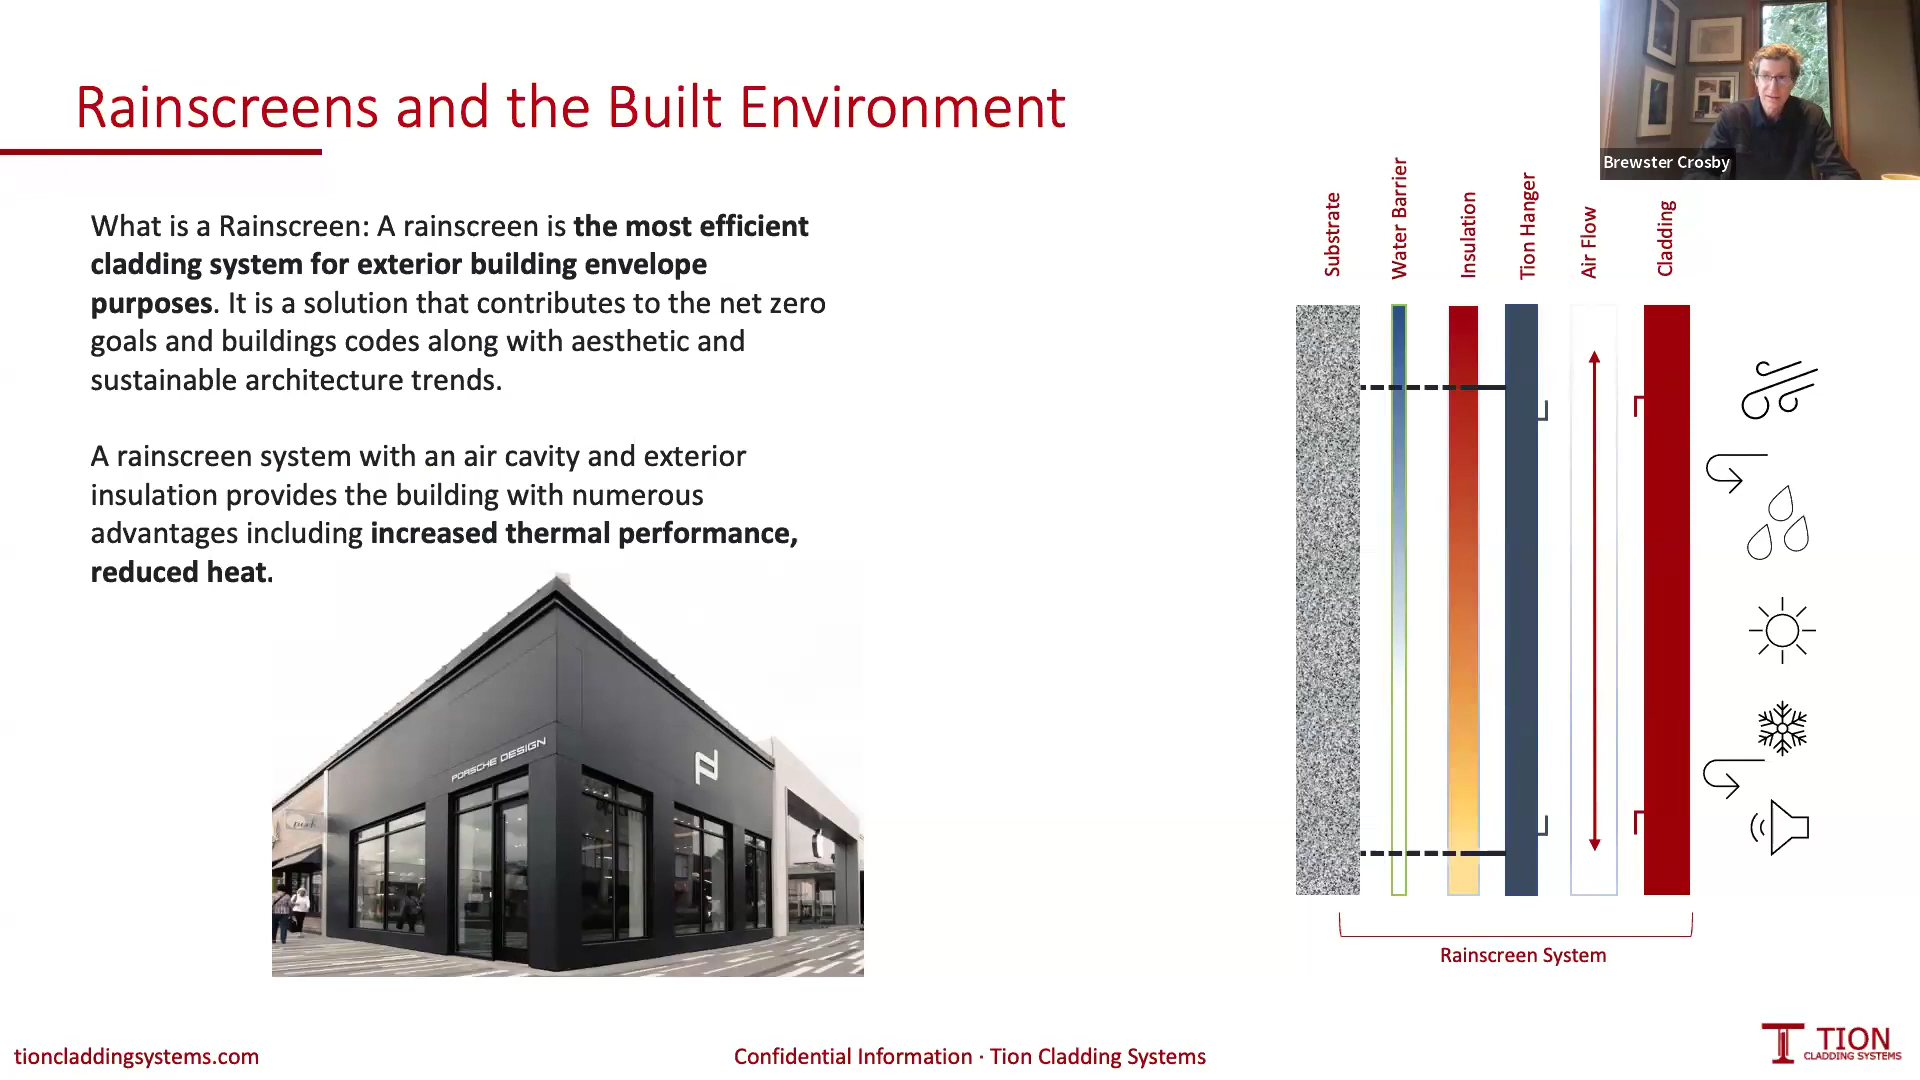 Rainscreens and the Built Environment
Brewster Crosby
What is a Rainscreen: A rainscreen is the most efficient
cladding system for exterior building envelope
purposes. It is a solution that contributes to the net zero
goals and buildings codes along with aesthetic and
sustainable architecture trends.
A rainscreen system with an air cavity and exterior
insulation provides the building with numerous
advantages including increased thermal performance,
reduced heat.
PORSCHE DESIGN
Substrate
Water Barrier
Insulation
Tion Hanger
Air Flow
Cladding
Rainscreen System
tioncladdingsystems.com
Confidential Information · Tion Cladding Systems
TION
CLADDING SYSTEMS